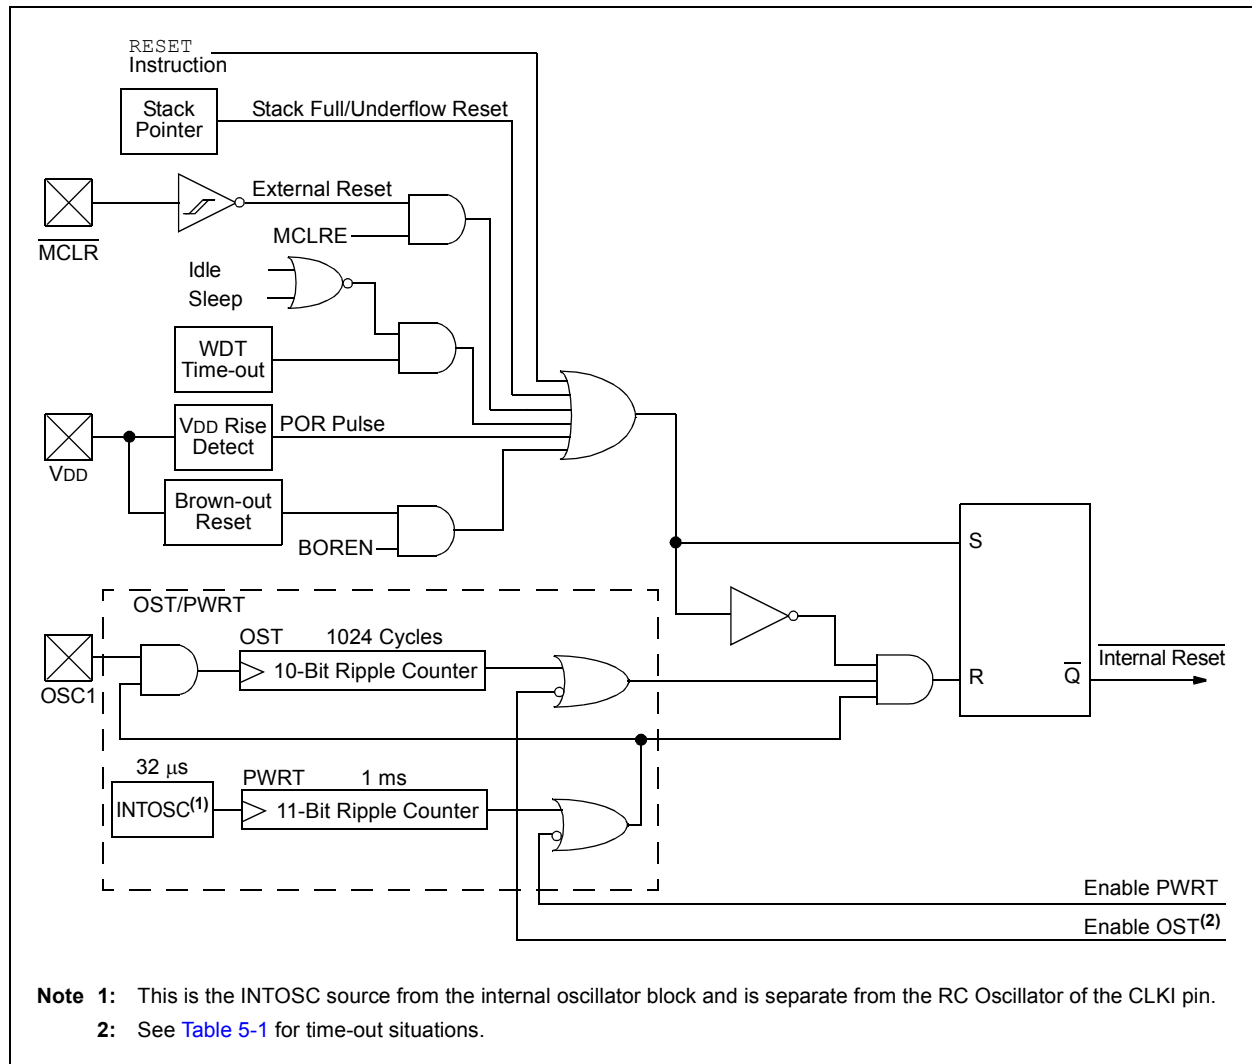 RESET
Instruction
Stack
Pointer
Stack Full/Underflow Reset
External Reset
MCLRE
MCLR
Idle
Sleep
WDT
Time-out
VDD Rise
Detect
POR Pulse
VDD
Brown-out
Reset
BOREN
S
R
Q
Internal Reset
OST/PWRT
OST 1024 Cycles
10-Bit Ripple Counter
OSC1
32 μs
INTOSC(1)
PWRT 1 ms
11-Bit Ripple Counter
Enable PWRT
Enable OST(2)
Note 1: This is the INTOSC source from the internal oscillator block and is separate from the RC Oscillator of the CLKI pin.
2: See Table 5-1 for time-out situations.